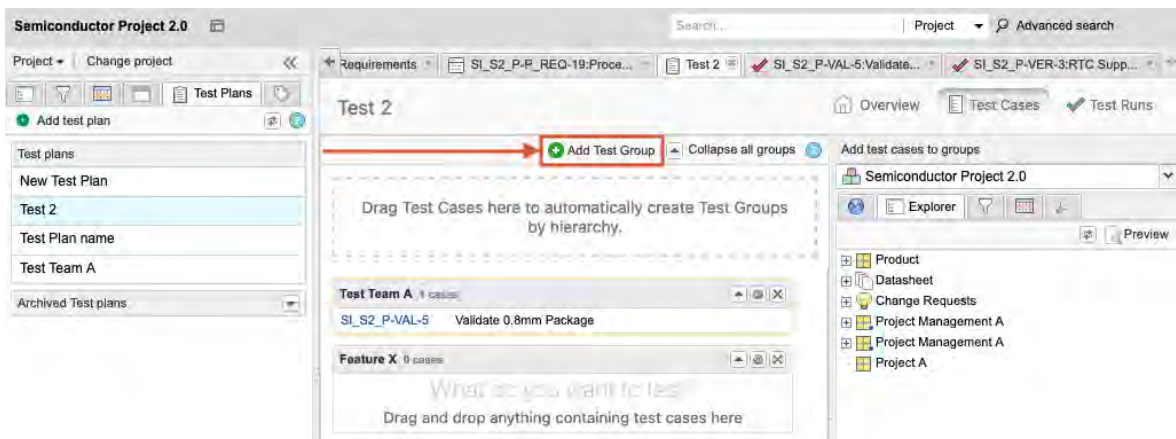 Semiconductor Project 2.0
Search...
Project
Advanced search
Project
Change project
Requirements
SI_S2_P-P_REQ-19:Proce...
Test 2
SI_S2_P-VAL-5:Validate...
SI_S2_P-VER-3:RTC Supp...
Test Plans
Add test plan
Test 2
Overview
Test Cases
Test Runs
Test plans
New Test Plan
Test 2
Test Plan name
Test Team A
Archived Test plans
Add Test Group
Collapse all groups
Drag Test Cases here to automatically create Test Groups
by hierarchy.
Test Team A 1 cases
SI_S2_P-VAL-5 Validate 0.8mm Package
Feature X 0 cases
What do you want to test
Drag and drop anything containing test cases here
Add test cases to groups
Semiconductor Project 2.0
Explorer
Preview
Product
Datasheet
Change Requests
Project Management A
Project Management A
Project A